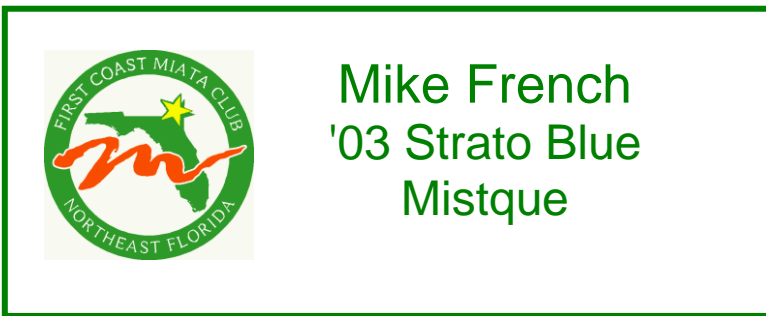 FIRST COAST MIATA CLUB
NORTHEAST FLORIDA
Mike French
'03 Strato Blue
Mistque